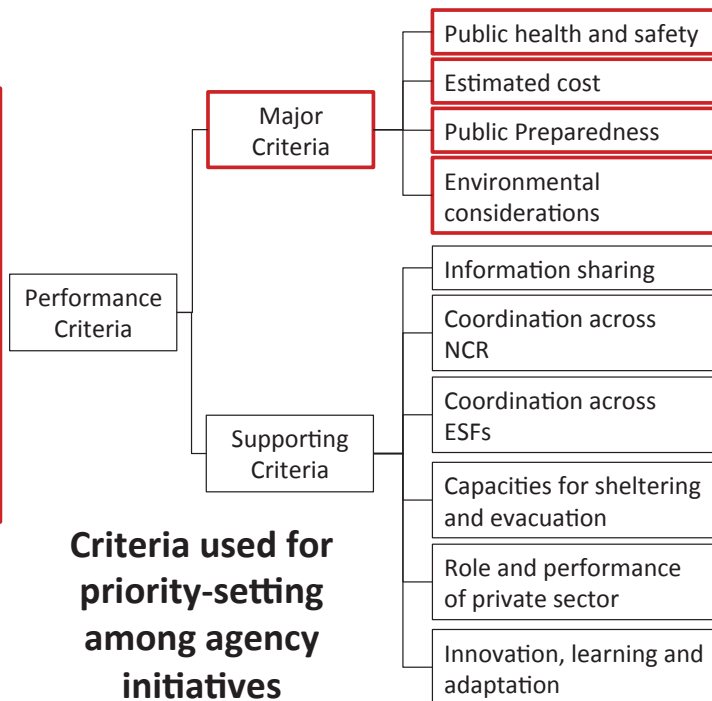 Performance
Criteria
Major
Criteria
Public health and safety
Estimated cost
Public Preparedness
Environmental
considerations
Supporting
Criteria
Information sharing
Coordination across
NCR
Coordination across
ESFs
Capacities for sheltering
and evacuation
Role and performance
of private sector
Innovation, learning and
adaptation
Criteria used for
priority-setting
among agency
initiatives